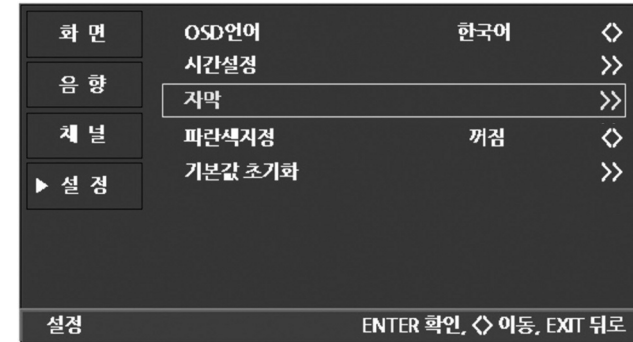 화면
음향
채널
▶ 설정
OSD언어 한국어 <>
시간설정 >>
자막 >>
파란색지정 꺼짐 <>
기본값 초기화 >>
설정 ENTER 확인, <> 이동, EXIT 뒤로